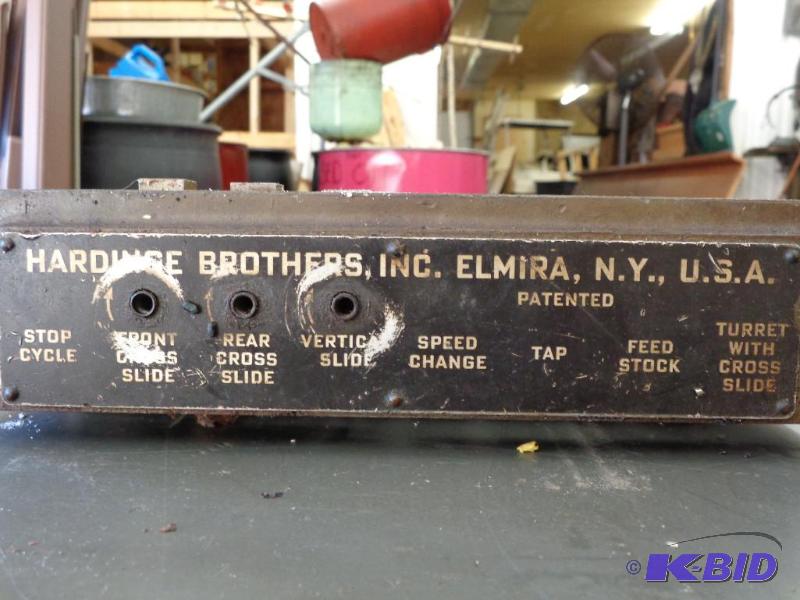 HARDINGE BROTHERS, INC. ELMIRA, N.Y., U.S.A.
PATENTED
STOP
CYCLE
FRONT
CROSS
SLIDE
REAR
CROSS
SLIDE
VERTICAL
SLIDE
SPEED
CHANGE
TAP
FEED
STOCK
TURRET
WITH
CROSS
SLIDE
© K-BID